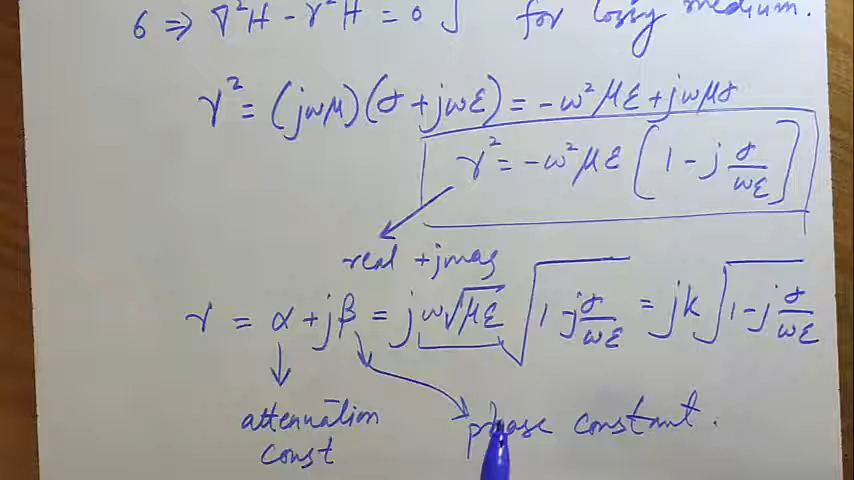 6 ⇒ ∇²H - γ²H = 0 } for lossy medium.
γ² = (jωμ)(σ + jωε) = -ω²με + jωμσ
γ² = -ω²με [1 - j σ/ωε]
real + jmag
γ = α + jβ = jω√με √1 - j σ/ωε = jk √1 - j σ/ωε
attenuation phase constant.
const